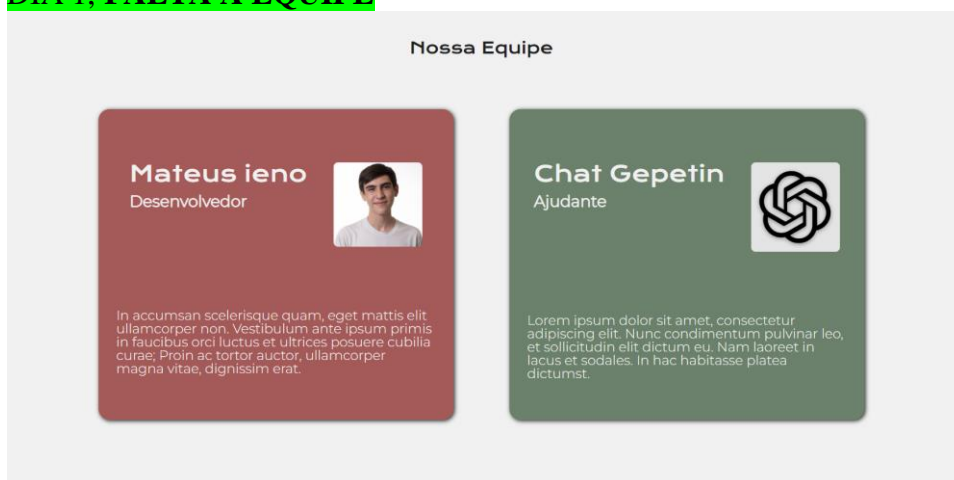 FALTA A EQUIPE
Nossa Equipe
Mateus ieno
Desenvolvedor
In accumsan scelerisque quam, eget mattis elit
ullamcorper non. Vestibulum ante ipsum primis
in faucibus orci luctus et ultrices posuere cubilia
curae; Proin ac tortor auctor, ullamcorper
magna vitae, dignissim erat.
Chat Gepetin
Ajudante
Lorem ipsum dolor sit amet, consectetur
adipiscing elit. Nunc condimentum pulvinar leo,
et sollicitudin elit dictum eu. Nam laoreet in
lacus et sodales. In hac habitasse platea
dictumst.